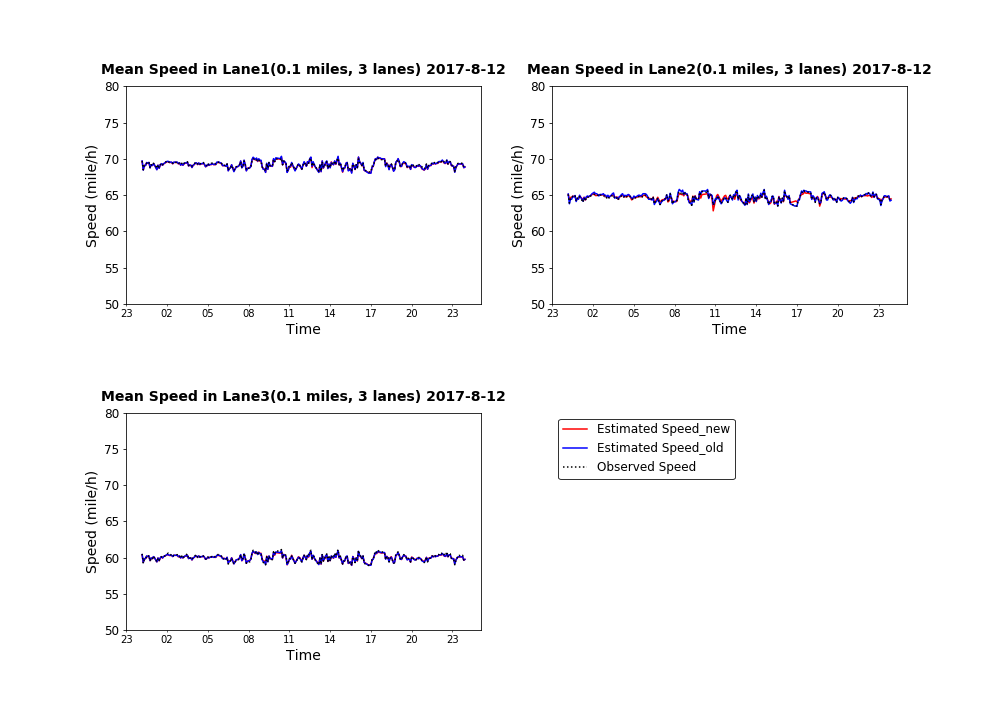 Mean Speed in Lane1(0.1 miles, 3 lanes) 2017-8-12
80
75
70
65
60
55
50
Speed (mile/h)
23 02 05 08 11 14 17 20 23
Time
Mean Speed in Lane2(0.1 miles, 3 lanes) 2017-8-12
80
75
70
65
60
55
50
Speed (mile/h)
23 02 05 08 11 14 17 20 23
Time
Mean Speed in Lane3(0.1 miles, 3 lanes) 2017-8-12
80
75
70
65
60
55
50
Speed (mile/h)
23 02 05 08 11 14 17 20 23
Time
Estimated Speed_new
Estimated Speed_old
Observed Speed